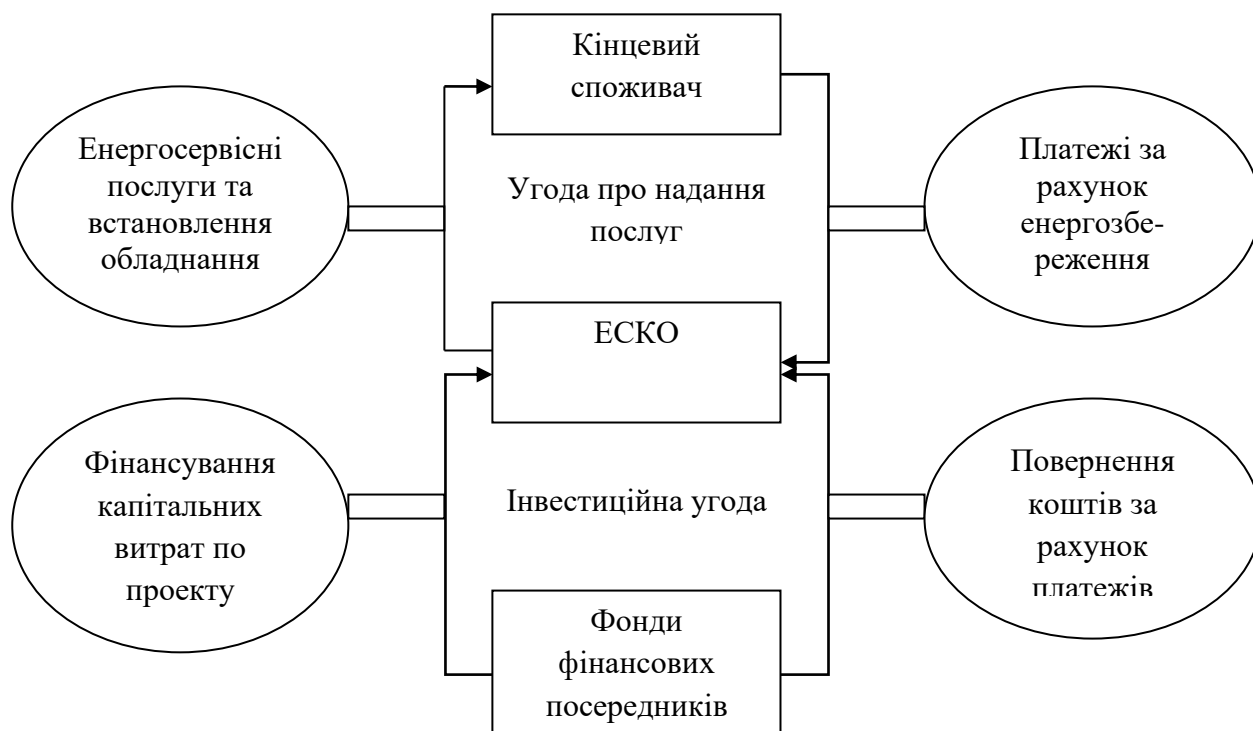 Кінцевий
споживач
Енергосервісні
послуги та
встановлення
обладнання
Угода про надання
послуг
Платежі за
рахунок
енергозбе-
реження
ЕСКО
Фінансування
капітальних
витрат по
проекту
Інвестиційна угода
Повернення
коштів за
рахунок
платежів
Фонди
фінансових
посередників